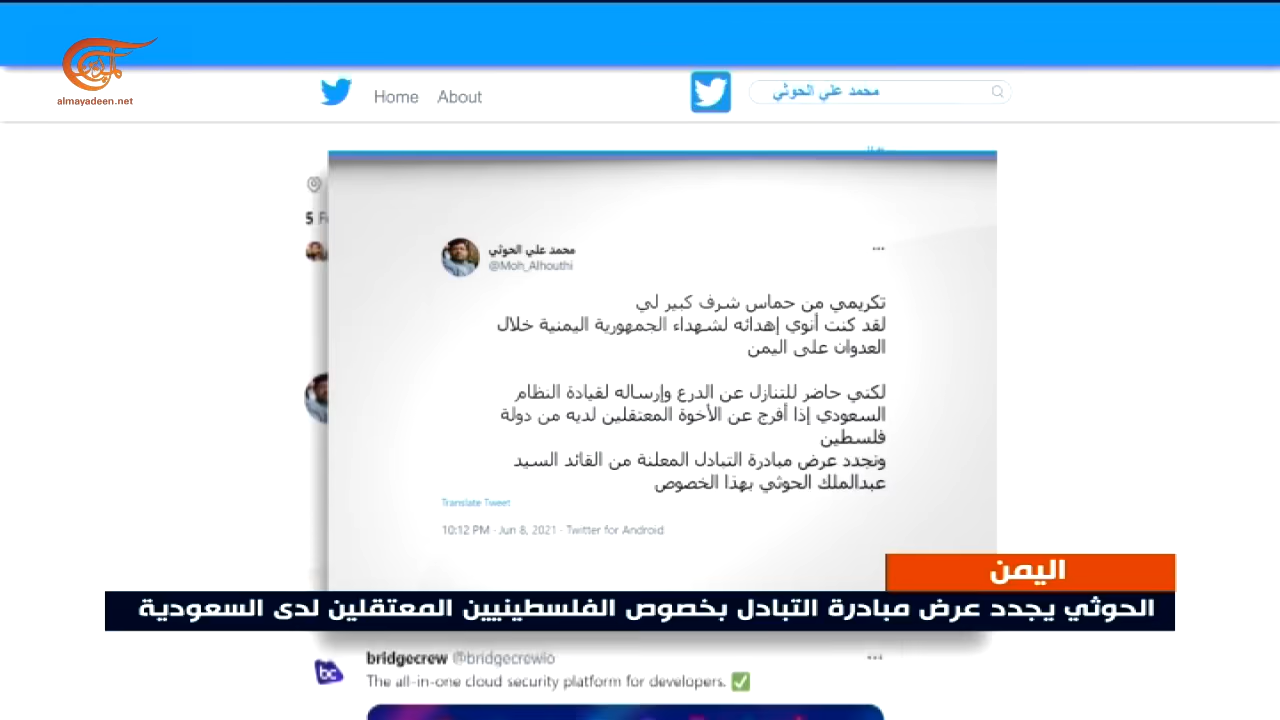 almayadeen.net
Home About
محمد علي الحوثي
5
محمد علي الحوثي
@Moh_Alhouthi
تكريمي من حماس شرف كبير لي
لقد كنت أنوي إهدائه لشهداء الجمهورية اليمنية خلال
العدوان على اليمن
لكني حاضر للتنازل عن الدرع وإرساله لقيادة النظام
السعودي إذا أفرج عن الأخوة المعتقلين لديه من دولة
فلسطين
ونجدد عرض مبادرة التبادل المعلنة من القائد السيد
عبدالملك الحوثي بهذا الخصوص
Translate Tweet
10:12 PM · Jun 8, 2021 · Twitter for Android
اليمن
الحوثي يجدد عرض مبادرة التبادل بخصوص الفلسطينيين المعتقلين لدى السعودية
bc
bridgecrew @bridgecrewio
The all-in-one cloud security platform for developers. ✅